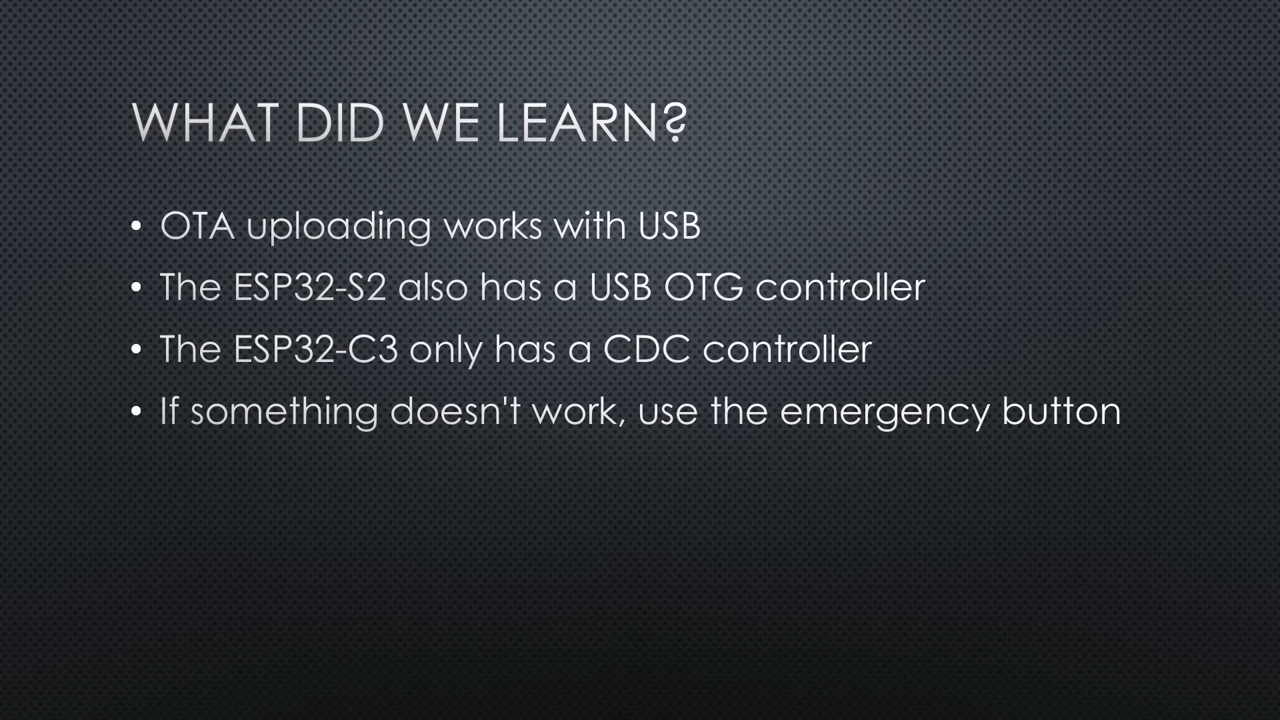 WHAT DID WE LEARN?
• OTA uploading works with USB
• The ESP32-S2 also has a USB OTG controller
• The ESP32-C3 only has a CDC controller
• If something doesn't work, use the emergency button